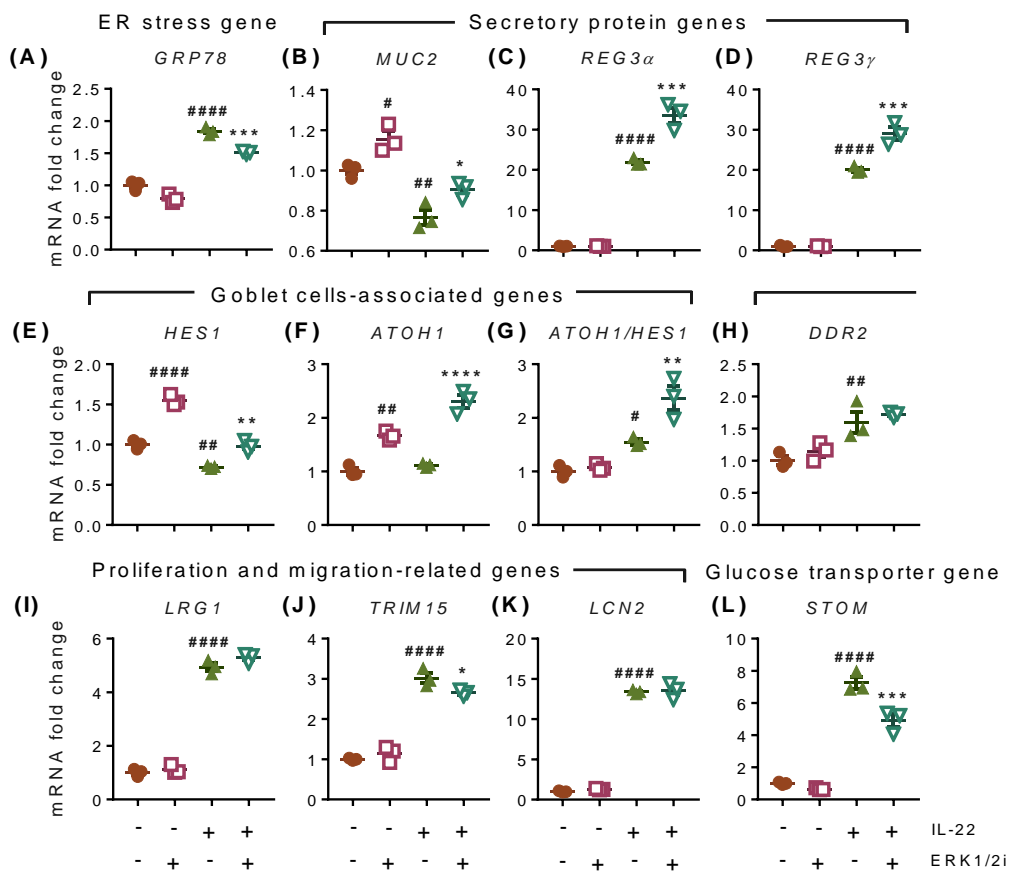 ER stress gene Secretory protein genes
(A) GRP78 (B) MUC2 (C) REG3α (D) REG3γ
mRNA fold change
2.5 2.0 1.5 1.0 0.5 0.0
#### ***
1.4 1.2 1.0 0.8 0.6
# ## *
40 30 20 10 0
#### ***
40 30 20 10 0
#### ***
Goblet cells-associated genes
(E) HES1 (F) ATOH1 (G) ATOH1/HES1 (H) DDR2
mRNA fold change
2.0 1.5 1.0 0.5 0.0
#### ## **
3 2 1 0
## ****
3 2 1 0
# **
2.5 2.0 1.5 1.0 0.5 0.0
##
Proliferation and migration-related genes Glucose transporter gene
(I) LRG1 (J) TRIM15 (K) LCN2 (L) STOM
mRNA fold change
6 4 2 0
####
4 3 2 1 0
#### *
20 15 10 5 0
####
10 8 6 4 2 0
#### ***
- - + + - - + + - - + + - - + + IL-22
- + - + - + - + - + - + - + - + ERK1/2i